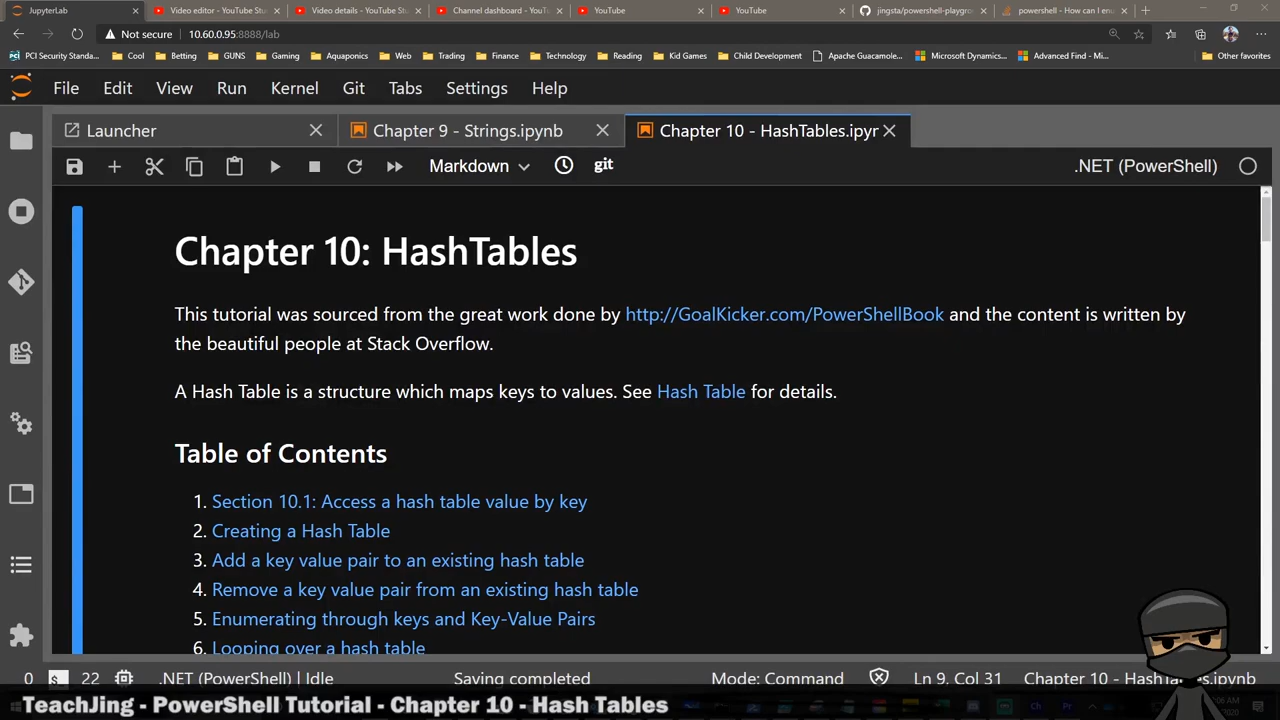 JupyterLab
Video editor - YouTube Stu
Video details - YouTube Stu
Channel dashboard - YouTu
YouTube
YouTube
jingsta/powershell-playgro
powershell - How can I enu
Not secure
10.60.0.95:8888/lab
PCI Security Standa...
Cool
Betting
GUNS
Gaming
Aquaponics
Web
Trading
Finance
Technology
Reading
Kid Games
Child Development
Apache Guacamole...
Microsoft Dynamics...
Advanced Find - Mi...
Other favorites
File Edit View Run Kernel Git Tabs Settings Help
Launcher
Chapter 9 - Strings.ipynb
Chapter 10 - HashTables.ipyn
Markdown
git
.NET (PowerShell)
Chapter 10: HashTables
This tutorial was sourced from the great work done by http://GoalKicker.com/PowerShellBook and the content is written by
the beautiful people at Stack Overflow.
A Hash Table is a structure which maps keys to values. See Hash Table for details.
Table of Contents
1. Section 10.1: Access a hash table value by key
2. Creating a Hash Table
3. Add a key value pair to an existing hash table
4. Remove a key value pair from an existing hash table
5. Enumerating through keys and Key-Value Pairs
6. Looping over a hash table
0 $_ 22 .NET (PowerShell) | Idle Saving completed Mode: Command Ln 9, Col 31 Chapter 10 - HashTables.ipynb
TeachJing - PowerShell Tutorial - Chapter 10 - Hash Tables